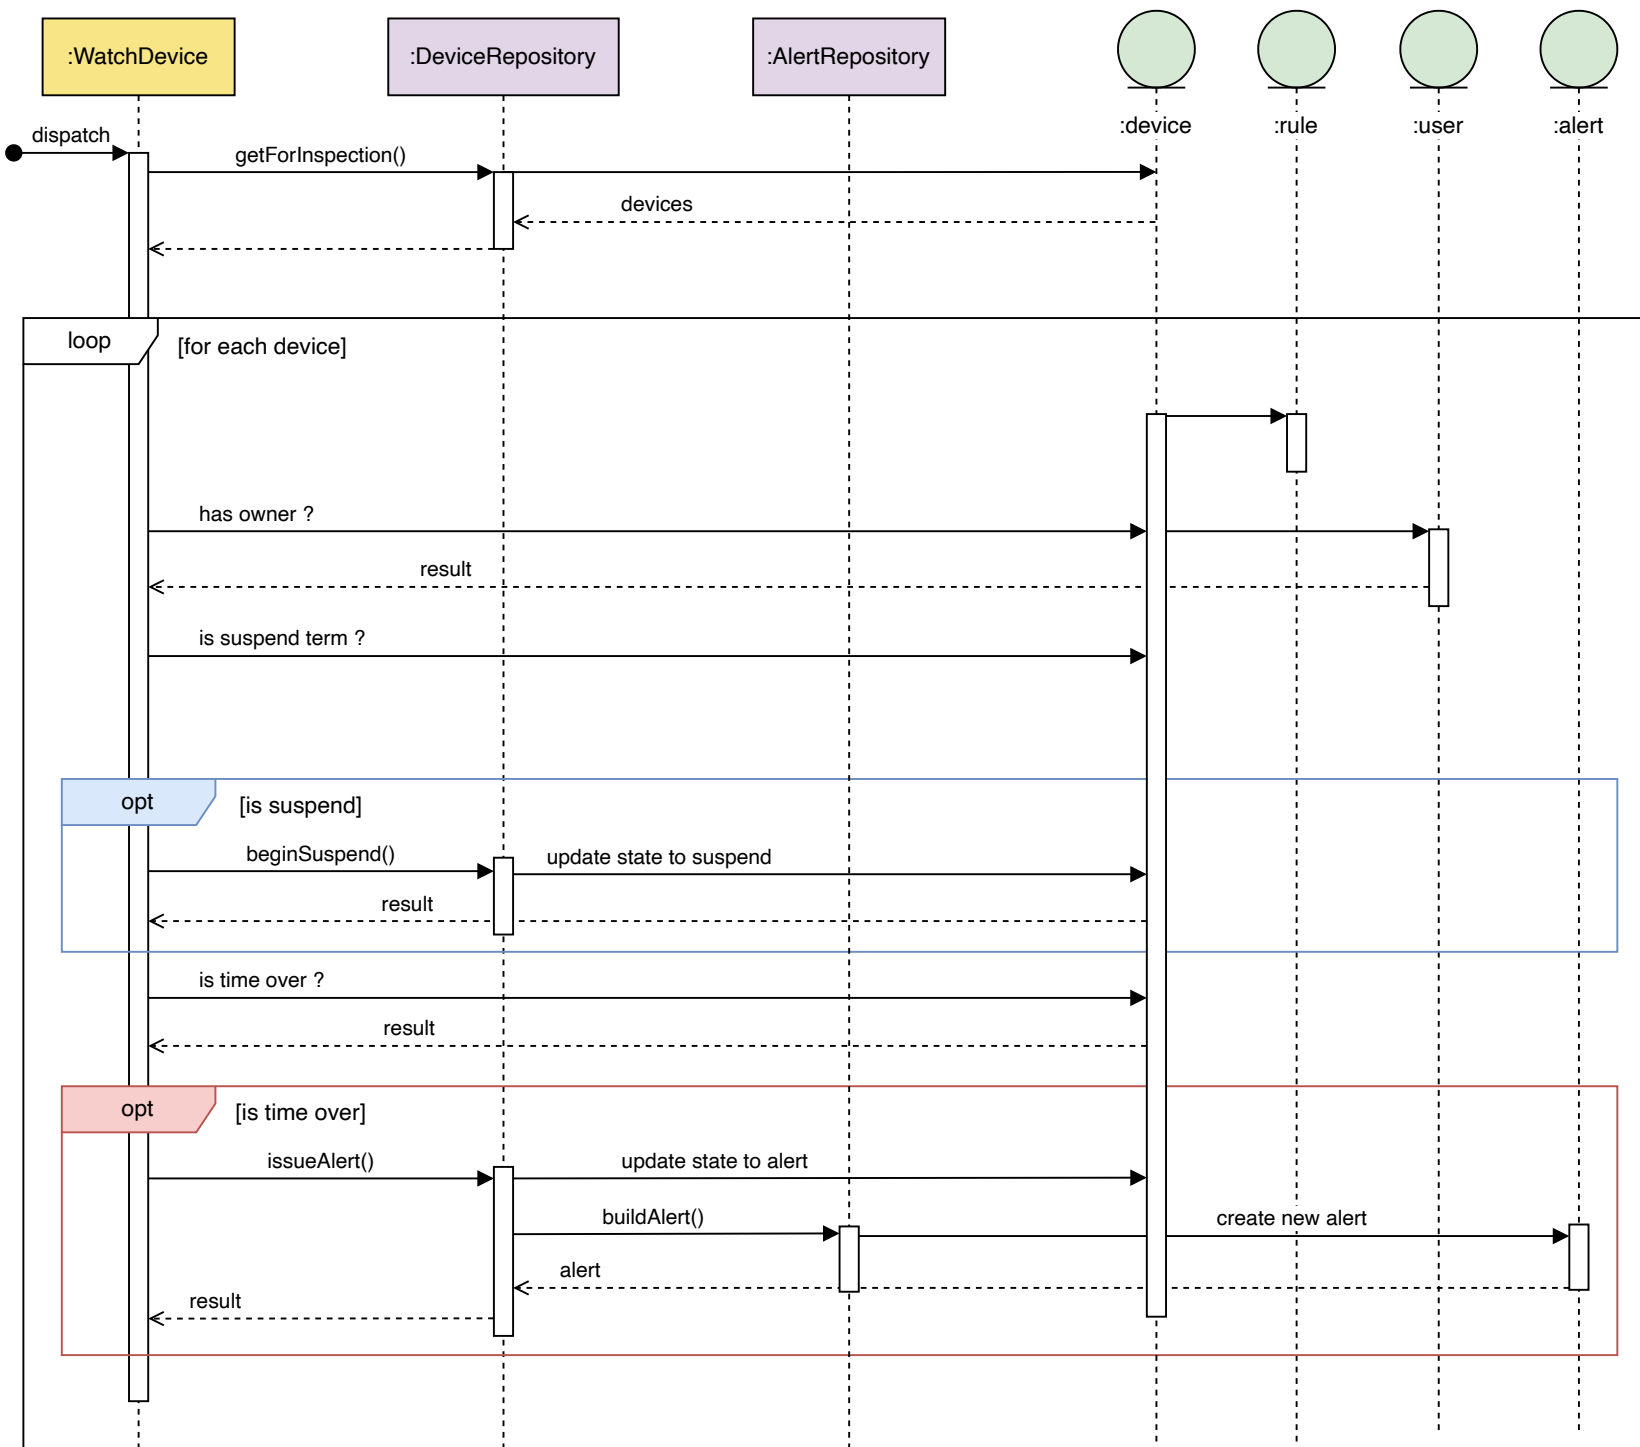 :WatchDevice
:DeviceRepository
:AlertRepository
:device
:rule
:user
:alert
dispatch
getForInspection()
devices
loop
[for each device]
has owner ?
result
is suspend term ?
opt
[is suspend]
beginSuspend()
update state to suspend
result
is time over ?
result
opt
[is time over]
issueAlert()
update state to alert
buildAlert()
create new alert
alert
result